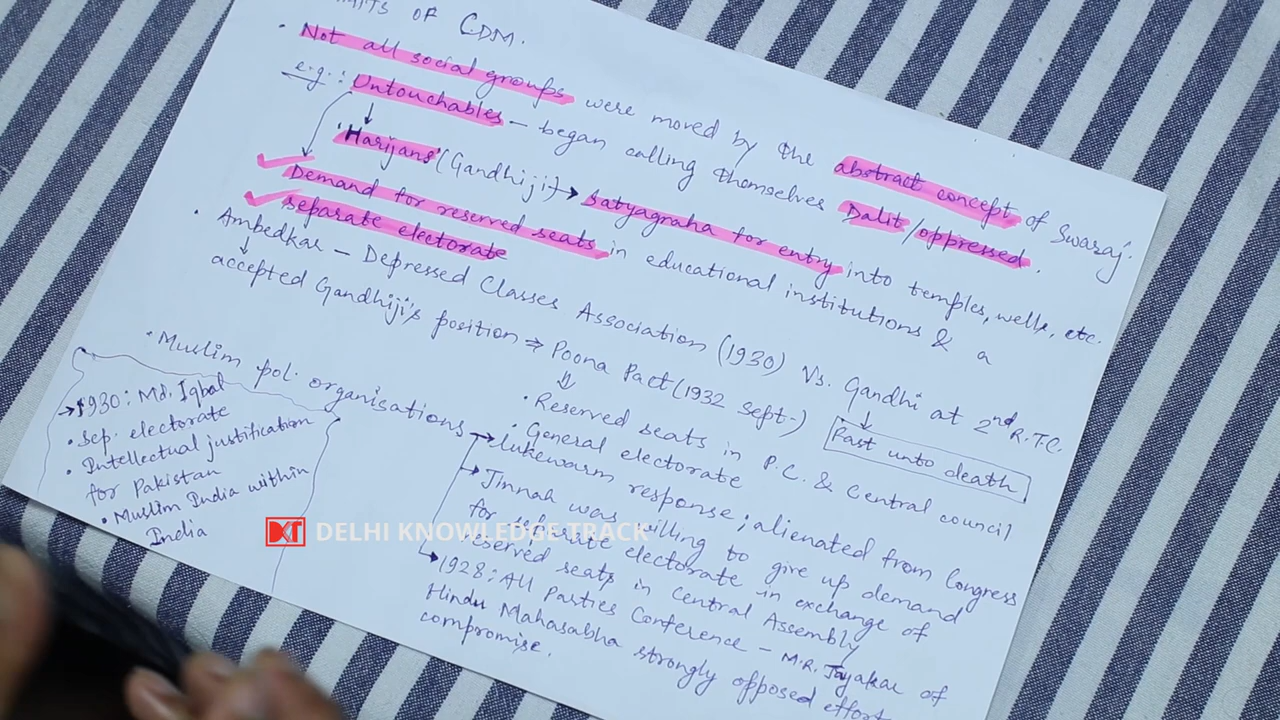 OF CDM.
• Not all social groups were moved by the abstract concept of Swaraj.
e.g.: Untouchables – began calling themselves Dalit/oppressed.
'Harijans' (Gandhiji) → Satyagraha for entry into temples, wells, etc.
Demand for reserved seats in educational institutions & a
separate electorate
• Ambedkar – Depressed Classes Association (1930) Vs. Gandhi at 2nd R.T.C.
accepted Gandhiji's position ⇒ Poona Pact (1932 Sept.)
Fast unto death
• Reserved seats in P.C. & Central council
• General electorate
• Muslim pol. organisations → lukewarm response; alienated from Congress
→ Jinnah was willing to give up demand
for separate electorate in exchange of
reserved seats in Central Assembly
→ 1928: All Parties Conference – M.R. Jayakar of
Hindu Mahasabha strongly opposed effort
compromise.
→ 1930: Md. Iqbal
• Sep. electorate
• Intellectual justification
for Pakistan
• Muslim India within
India
DKT DELHI KNOWLEDGE TRACK